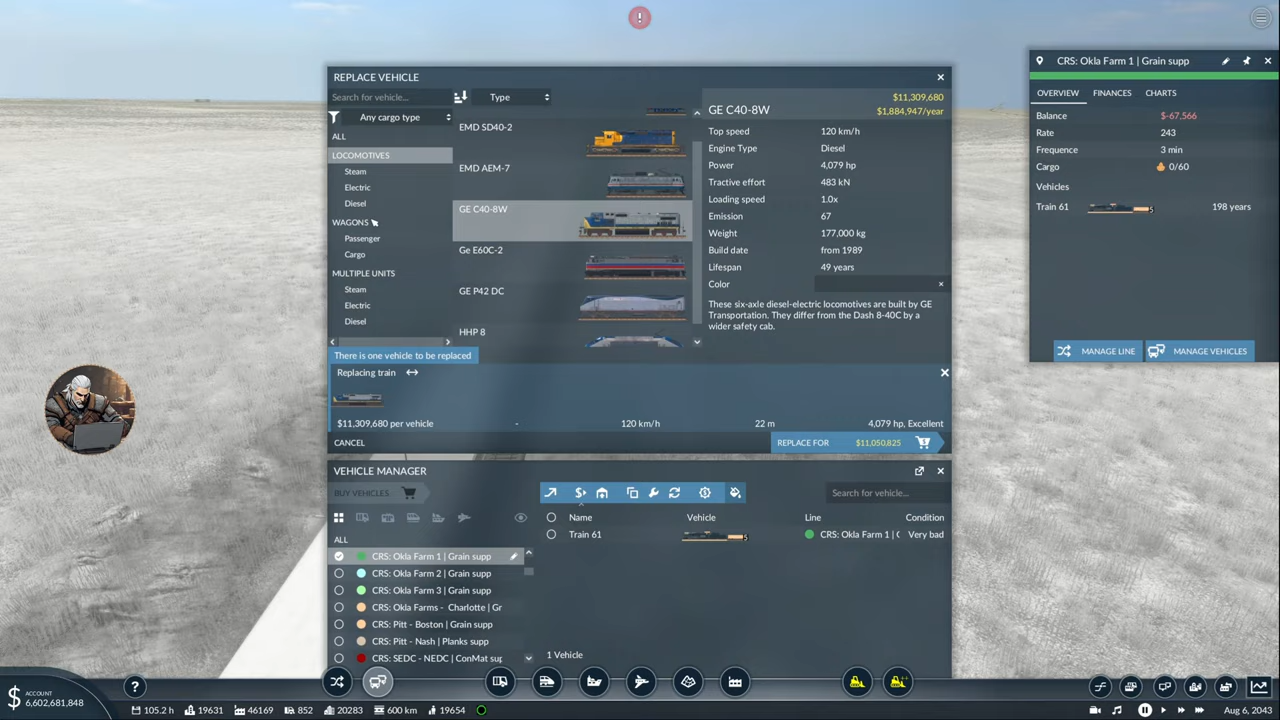 REPLACE VEHICLE
Search for vehicle...
Type
Any cargo type
ALL
LOCOMOTIVES
Steam
Electric
Diesel
WAGONS
Passenger
Cargo
MULTIPLE UNITS
Steam
Electric
Diesel
EMD SD40-2
EMD AEM-7
GE C40-8W
Ge E60C-2
GE P42 DC
HHP 8
GE C40-8W
$11,309,680
$1,884,947/year
Top speed 120 km/h
Engine Type Diesel
Power 4,079 hp
Tractive effort 483 kN
Loading speed 1.0x
Emission 67
Weight 177,000 kg
Build date from 1989
Lifespan 49 years
Color
These six-axle diesel-electric locomotives are built by GE
Transportation. They differ from the Dash 8-40C by a
wider safety cab.
There is one vehicle to be replaced
Replacing train
$11,309,680 per vehicle - 120 km/h 22 m 4,079 hp, Excellent
CANCEL
REPLACE FOR $11,050,825
VEHICLE MANAGER
BUY VEHICLES
Search for vehicle...
Name Vehicle Line Condition
Train 61 CRS: Okla Farm 1 | ( Very bad
ALL
CRS: Okla Farm 1 | Grain supp
CRS: Okla Farm 2 | Grain supp
CRS: Okla Farm 3 | Grain supp
CRS: Okla Farms - Charlotte | Gr
CRS: Pitt - Boston | Grain supp
CRS: Pitt - Nash | Planks supp
CRS: SEDC - NEDC | ConMat sup
1 Vehicle
CRS: Okla Farm 1 | Grain supp
OVERVIEW FINANCES CHARTS
Balance $-67,566
Rate 243
Frequence 3 min
Cargo 0/60
Vehicles
Train 61 5 198 years
MANAGE LINE MANAGE VEHICLES
$ ACCOUNT
6,602,681,848
?
105.2 h 19631 46169 852 20283 600 km 19654
Aug 6, 2043